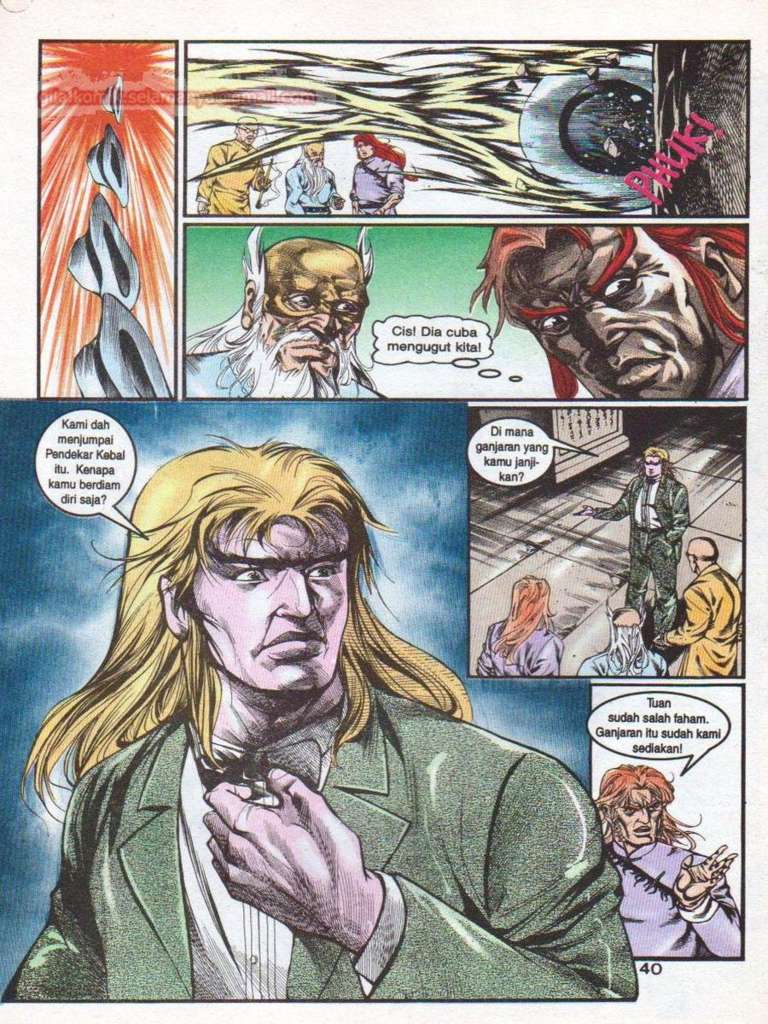 PHUK!
Cis! Dia cuba
mengugut kita!
Kami dah
menjumpai
Pendekar Kebal
itu. Kenapa
kamu berdiam
diri saja?
Di mana
ganjaran yang
kamu janji-
kan?
Tuan
sudah salah faham.
Ganjaran itu sudah kami
sediakan!
40